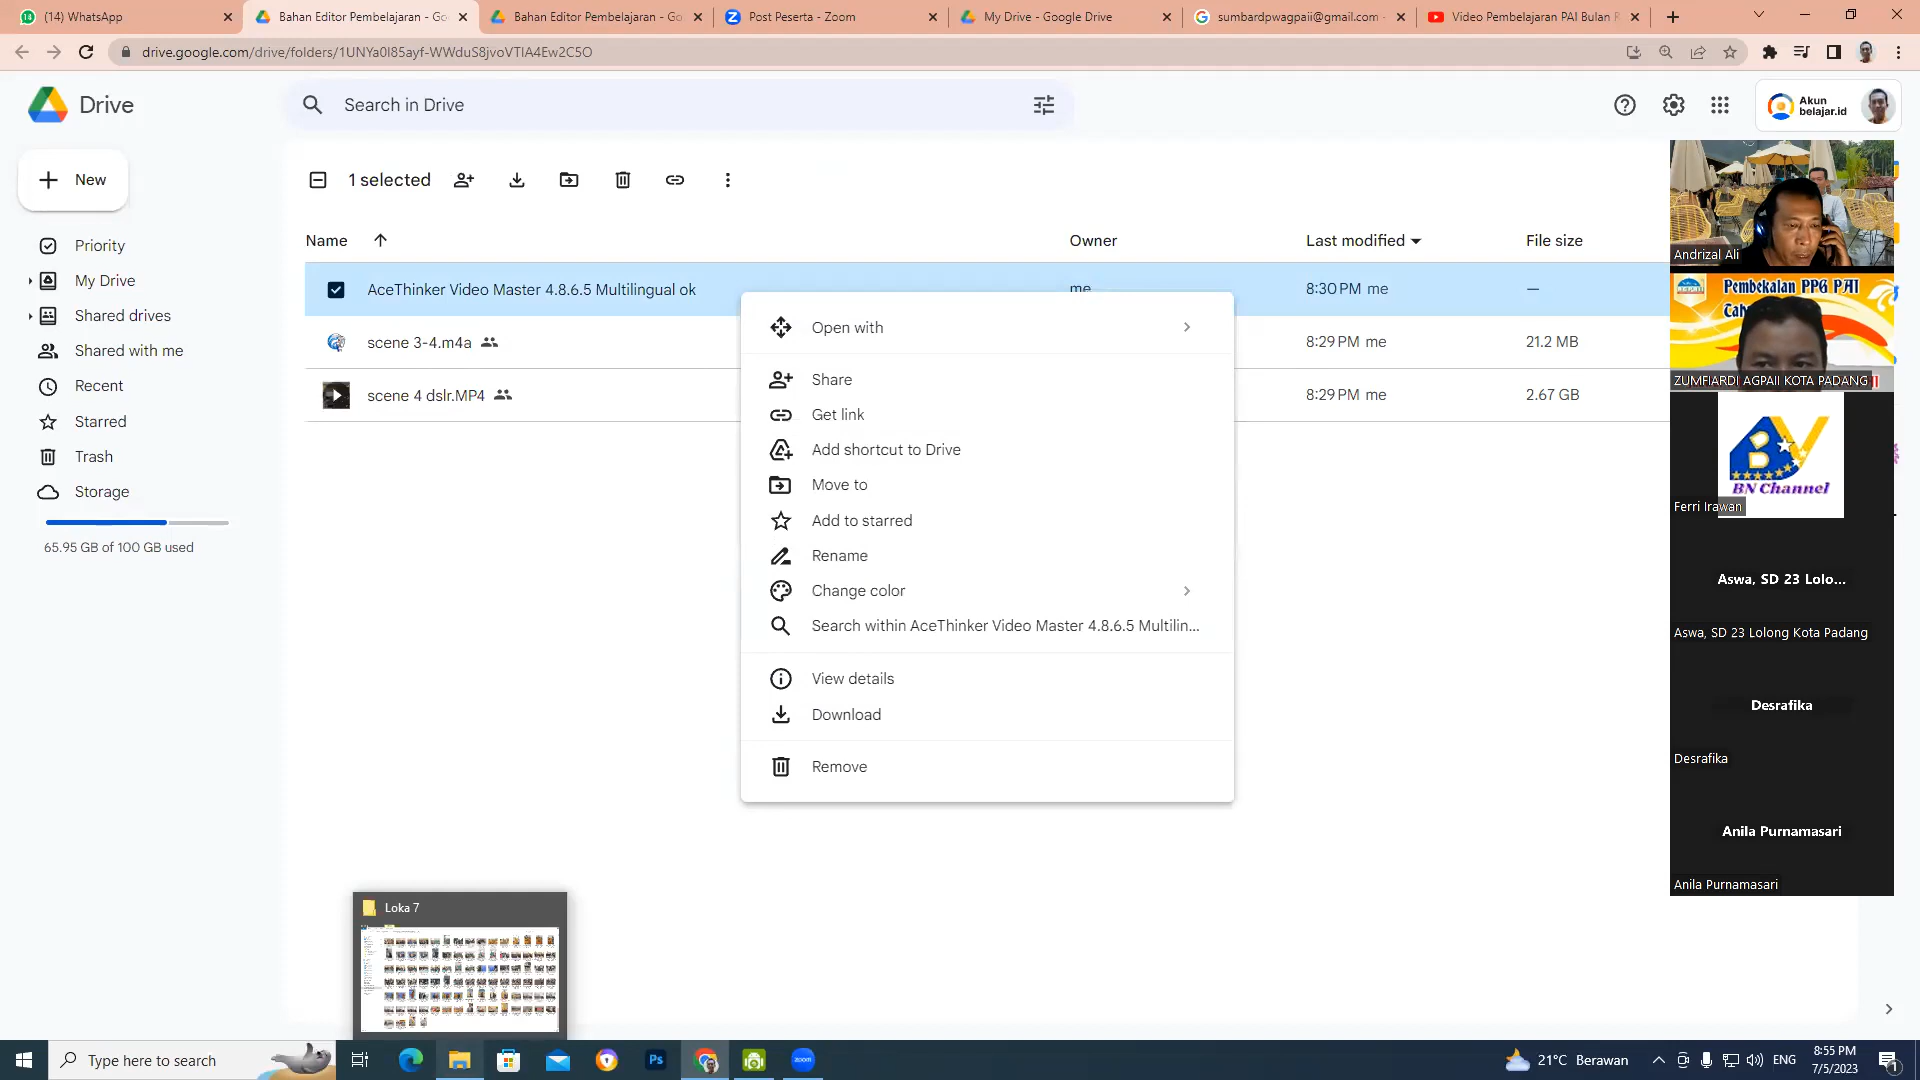 (14) WhatsApp
Bahan Editor Pembelajaran - Go
Bahan Editor Pembelajaran - Go
Post Peserta - Zoom
My Drive - Google Drive
sumbardpwagpaii@gmail.com -
Video Pembelajaran PAI Bulan R
drive.google.com/drive/folders/1UNYa0I85ayf-WWduS8jvoVTlA4Ew2C5O
Drive
Search in Drive
Akun
belajar.id
New
1 selected
Priority
My Drive
Shared drives
Shared with me
Recent
Starred
Trash
Storage
65.95 GB of 100 GB used
Name
Owner
Last modified
File size
AceThinker Video Master 4.8.6.5 Multilingual ok
me
8:30 PM me
—
scene 3-4.m4a
8:29 PM me
21.2 MB
scene 4 dslr.MP4
8:29 PM me
2.67 GB
Open with
Share
Get link
Add shortcut to Drive
Move to
Add to starred
Rename
Change color
Search within AceThinker Video Master 4.8.6.5 Multilin...
View details
Download
Remove
Andrizal Ali
Pembekalan PPG PAI
ZUMFIARDI AGPAII KOTA PADANG
BV
BN Channel
Ferri Irawan
Aswa, SD 23 Lolo...
Aswa, SD 23 Lolong Kota Padang
Desrafika
Desrafika
Anila Purnamasari
Anila Purnamasari
Loka 7
Type here to search
Ps
zoom
21°C Berawan
ENG
8:55 PM
7/5/2023
1